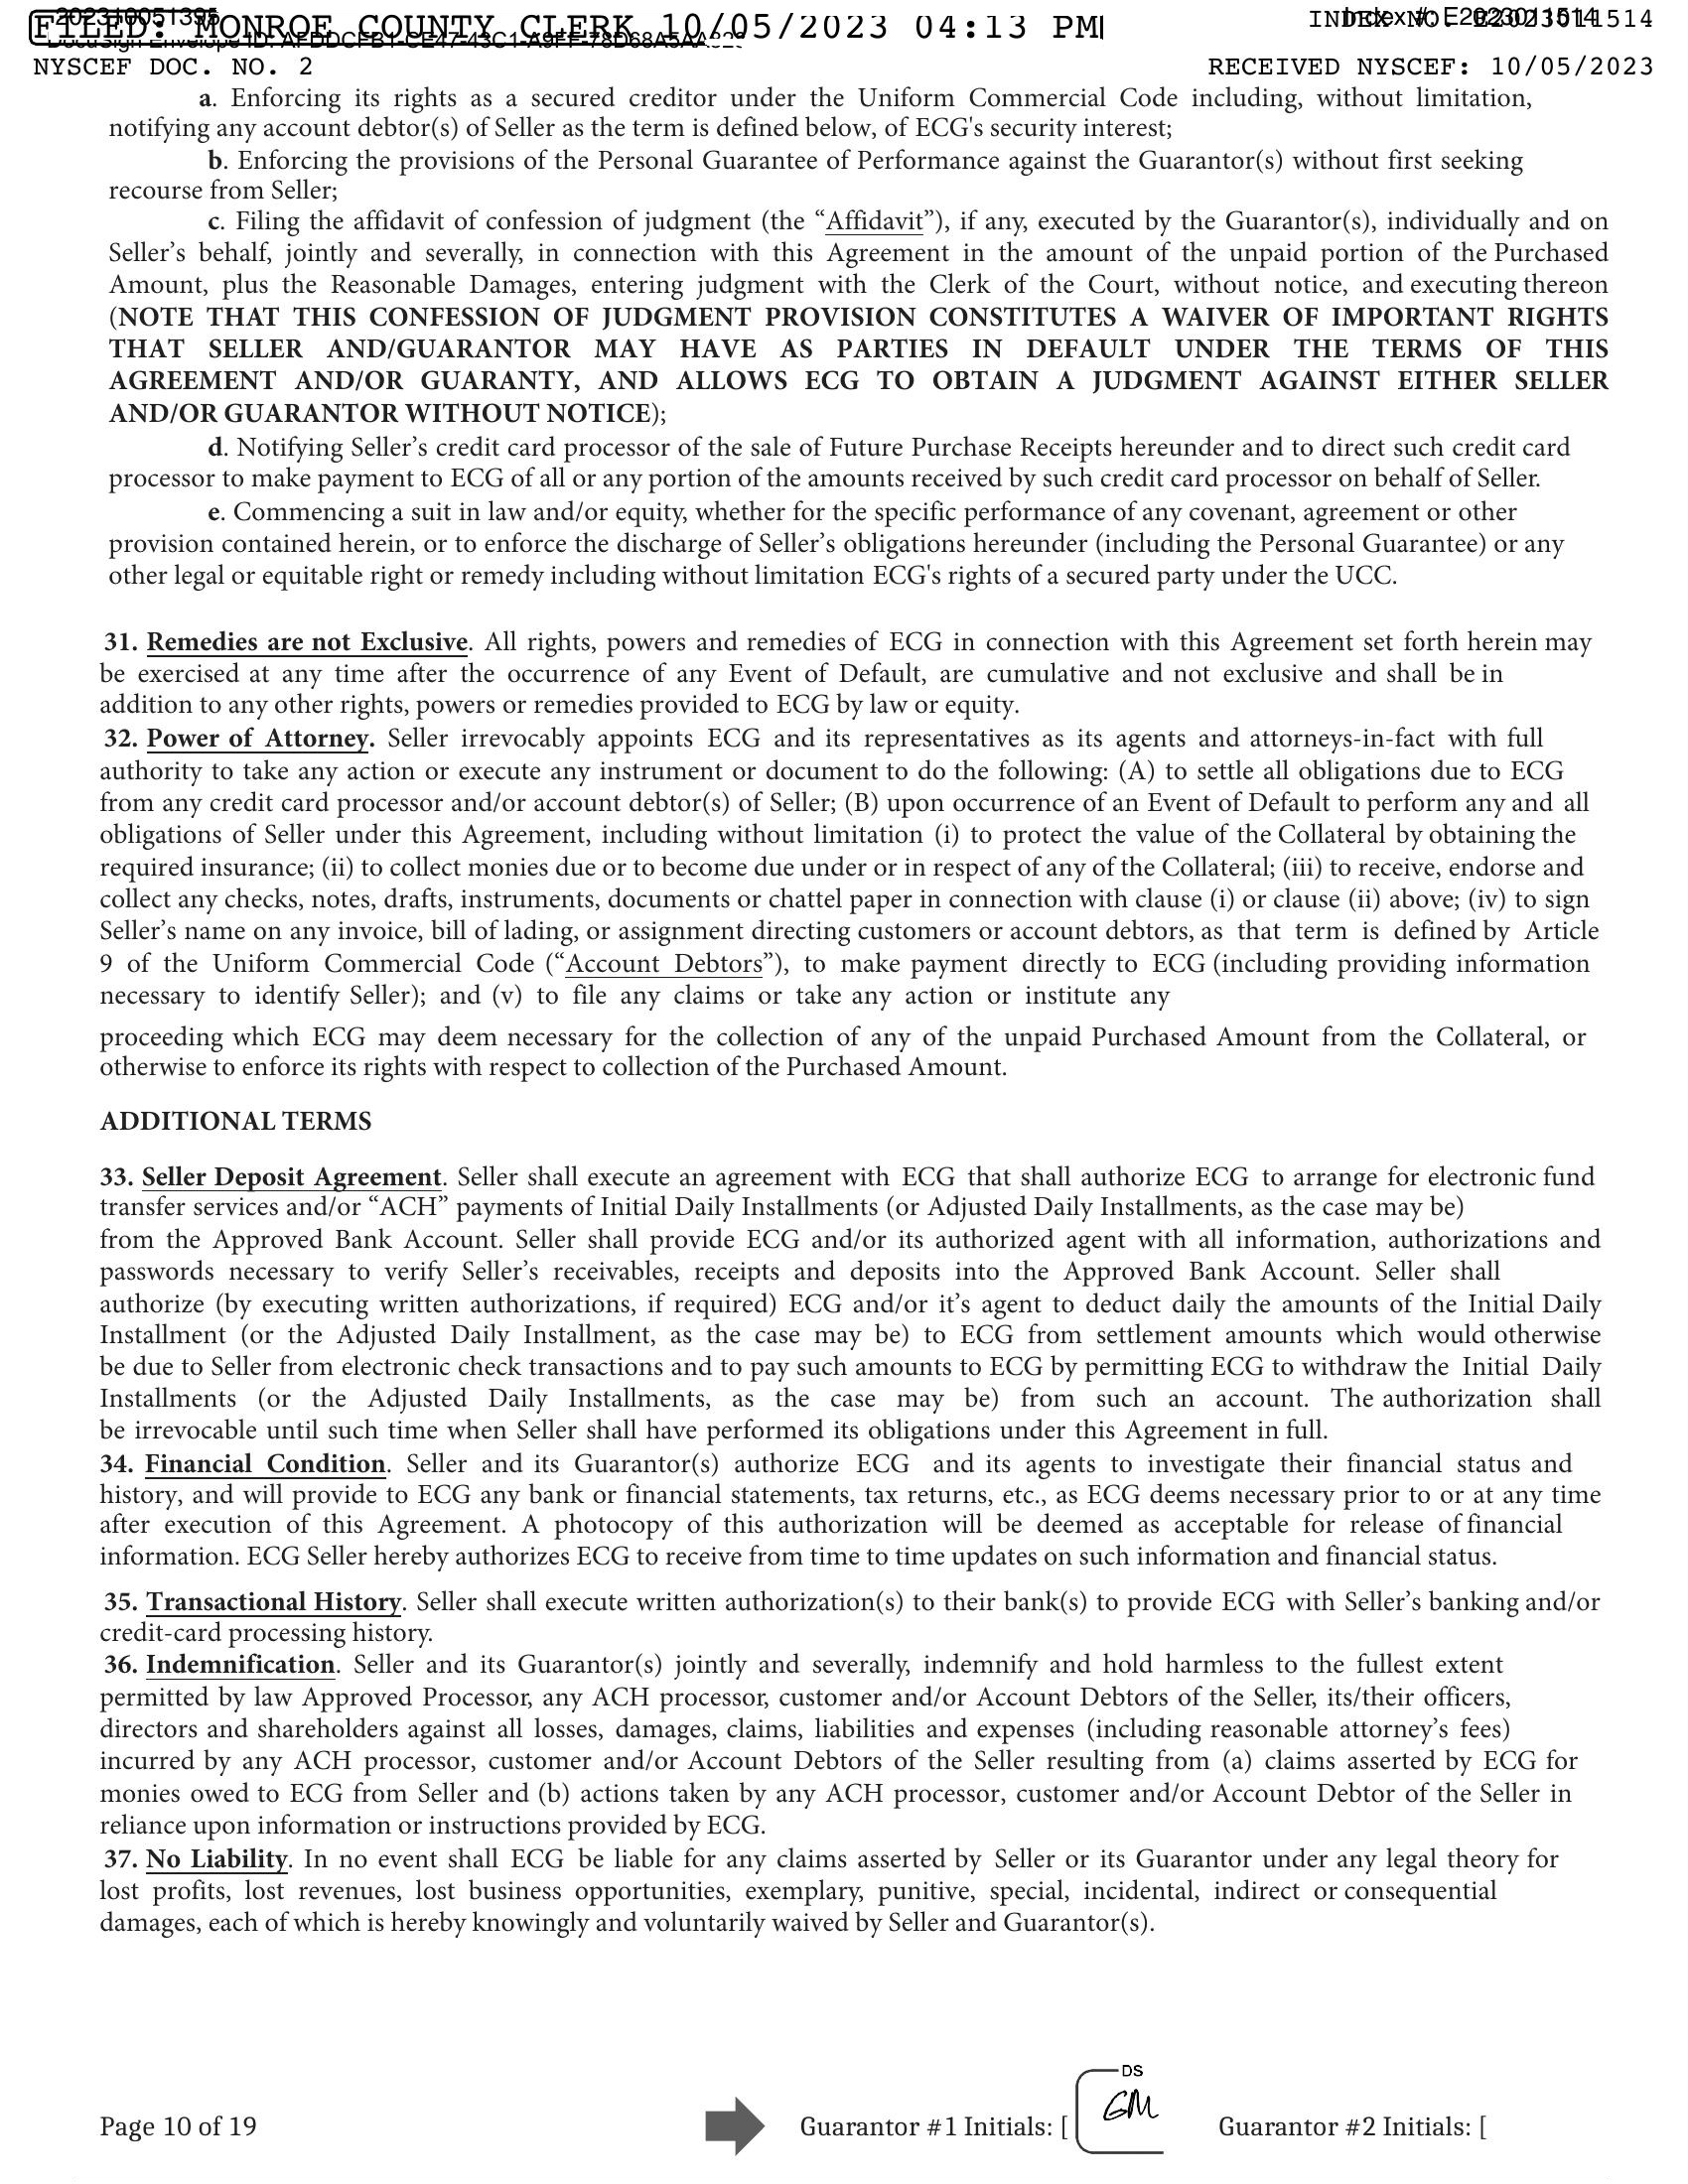 202310051395
Index #: E2023011514
FILED: MONROE COUNTY CLERK 10/05/2023 04:13 PM
INDEX NO. E2023011514
DocuSign Envelope ID:
NYSCEF DOC. NO. 2
RECEIVED NYSCEF: 10/05/2023
a. Enforcing its rights as a secured creditor under the Uniform Commercial Code including, without limitation,
notifying any account debtor(s) of Seller as the term is defined below, of ECG's security interest;
b. Enforcing the provisions of the Personal Guarantee of Performance against the Guarantor(s) without first seeking
recourse from Seller;
c. Filing the affidavit of confession of judgment (the “Affidavit”), if any, executed by the Guarantor(s), individually and on
Seller’s behalf, jointly and severally, in connection with this Agreement in the amount of the unpaid portion of the Purchased
Amount, plus the Reasonable Damages, entering judgment with the Clerk of the Court, without notice, and executing thereon
(NOTE THAT THIS CONFESSION OF JUDGMENT PROVISION CONSTITUTES A WAIVER OF IMPORTANT RIGHTS
THAT SELLER AND/GUARANTOR MAY HAVE AS PARTIES IN DEFAULT UNDER THE TERMS OF THIS
AGREEMENT AND/OR GUARANTY, AND ALLOWS ECG TO OBTAIN A JUDGMENT AGAINST EITHER SELLER
AND/OR GUARANTOR WITHOUT NOTICE);
d. Notifying Seller’s credit card processor of the sale of Future Purchase Receipts hereunder and to direct such credit card
processor to make payment to ECG of all or any portion of the amounts received by such credit card processor on behalf of Seller.
e. Commencing a suit in law and/or equity, whether for the specific performance of any covenant, agreement or other
provision contained herein, or to enforce the discharge of Seller’s obligations hereunder (including the Personal Guarantee) or any
other legal or equitable right or remedy including without limitation ECG's rights of a secured party under the UCC.
31. Remedies are not Exclusive. All rights, powers and remedies of ECG in connection with this Agreement set forth herein may
be exercised at any time after the occurrence of any Event of Default, are cumulative and not exclusive and shall be in
addition to any other rights, powers or remedies provided to ECG by law or equity.
32. Power of Attorney. Seller irrevocably appoints ECG and its representatives as its agents and attorneys-in-fact with full
authority to take any action or execute any instrument or document to do the following: (A) to settle all obligations due to ECG
from any credit card processor and/or account debtor(s) of Seller; (B) upon occurrence of an Event of Default to perform any and all
obligations of Seller under this Agreement, including without limitation (i) to protect the value of the Collateral by obtaining the
required insurance; (ii) to collect monies due or to become due under or in respect of any of the Collateral; (iii) to receive, endorse and
collect any checks, notes, drafts, instruments, documents or chattel paper in connection with clause (i) or clause (ii) above; (iv) to sign
Seller’s name on any invoice, bill of lading, or assignment directing customers or account debtors, as that term is defined by Article
9 of the Uniform Commercial Code (“Account Debtors”), to make payment directly to ECG (including providing information
necessary to identify Seller); and (v) to file any claims or take any action or institute any
proceeding which ECG may deem necessary for the collection of any of the unpaid Purchased Amount from the Collateral, or
otherwise to enforce its rights with respect to collection of the Purchased Amount.
ADDITIONAL TERMS
33. Seller Deposit Agreement. Seller shall execute an agreement with ECG that shall authorize ECG to arrange for electronic fund
transfer services and/or “ACH” payments of Initial Daily Installments (or Adjusted Daily Installments, as the case may be)
from the Approved Bank Account. Seller shall provide ECG and/or its authorized agent with all information, authorizations and
passwords necessary to verify Seller’s receivables, receipts and deposits into the Approved Bank Account. Seller shall
authorize (by executing written authorizations, if required) ECG and/or it’s agent to deduct daily the amounts of the Initial Daily
Installment (or the Adjusted Daily Installment, as the case may be) to ECG from settlement amounts which would otherwise
be due to Seller from electronic check transactions and to pay such amounts to ECG by permitting ECG to withdraw the Initial Daily
Installments (or the Adjusted Daily Installments, as the case may be) from such an account. The authorization shall
be irrevocable until such time when Seller shall have performed its obligations under this Agreement in full.
34. Financial Condition. Seller and its Guarantor(s) authorize ECG and its agents to investigate their financial status and
history, and will provide to ECG any bank or financial statements, tax returns, etc., as ECG deems necessary prior to or at any time
after execution of this Agreement. A photocopy of this authorization will be deemed as acceptable for release of financial
information. ECG Seller hereby authorizes ECG to receive from time to time updates on such information and financial status.
35. Transactional History. Seller shall execute written authorization(s) to their bank(s) to provide ECG with Seller’s banking and/or
credit-card processing history.
36. Indemnification. Seller and its Guarantor(s) jointly and severally, indemnify and hold harmless to the fullest extent
permitted by law Approved Processor, any ACH processor, customer and/or Account Debtors of the Seller, its/their officers,
directors and shareholders against all losses, damages, claims, liabilities and expenses (including reasonable attorney’s fees)
incurred by any ACH processor, customer and/or Account Debtors of the Seller resulting from (a) claims asserted by ECG for
monies owed to ECG from Seller and (b) actions taken by any ACH processor, customer and/or Account Debtor of the Seller in
reliance upon information or instructions provided by ECG.
37. No Liability. In no event shall ECG be liable for any claims asserted by Seller or its Guarantor under any legal theory for
lost profits, lost revenues, lost business opportunities, exemplary, punitive, special, incidental, indirect or consequential
damages, each of which is hereby knowingly and voluntarily waived by Seller and Guarantor(s).
DS
GM
Page 10 of 19
Guarantor #1 Initials: [
Guarantor #2 Initials: [